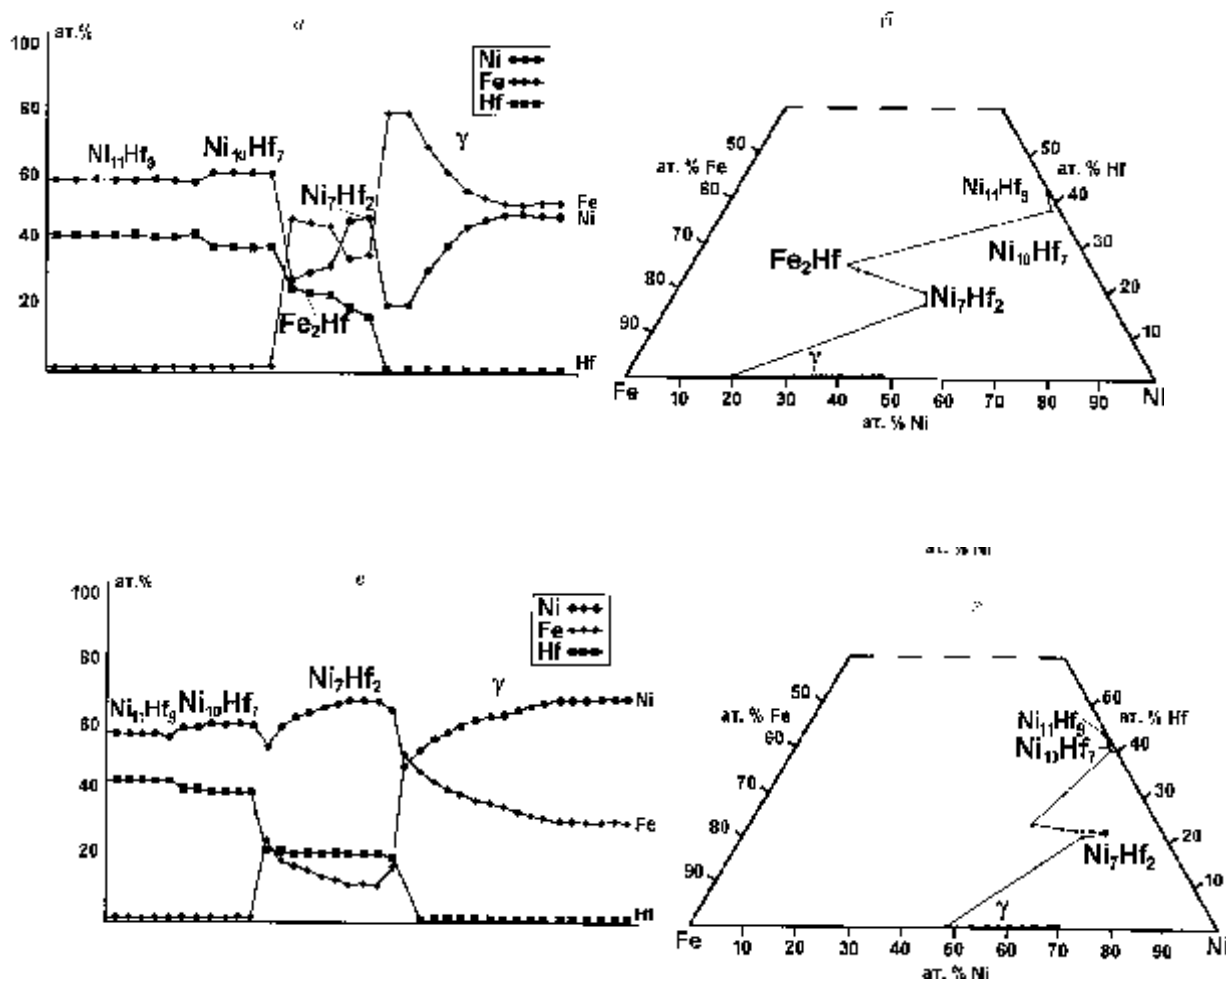 ат.%
a
100
80
60
40
20
Ni
Fe
Hf
Ni₁₁Hf₉
Ni₁₀Hf₇
Ni₇Hf₂
Fe₂Hf
γ
Fe
Ni
Hf
50
60
70
80
90
ат. % Fe
50
ат. % Hf
40
30
20
10
Ni₁₁Hf₉
Ni₁₀Hf₇
Fe₂Hf
Ni₇Hf₂
γ
Fe
Ni
10 20 30 40 50 60 70 80 90
ат. % Ni
ат. % Ni
ат.%
в
100
80
60
40
20
Ni
Fe
Hf
Ni₁₁Hf₉
Ni₁₀Hf₇
Ni₇Hf₂
γ
Ni
Fe
Hf
г
50
ат. % Fe
60
70
80
90
50
ат. % Hf
40
30
20
10
Ni₁₁Hf₉
Ni₁₀Hf₇
Ni₇Hf₂
γ
Fe
Ni
10 20 30 40 50 60 70 80 90
ат. % Ni